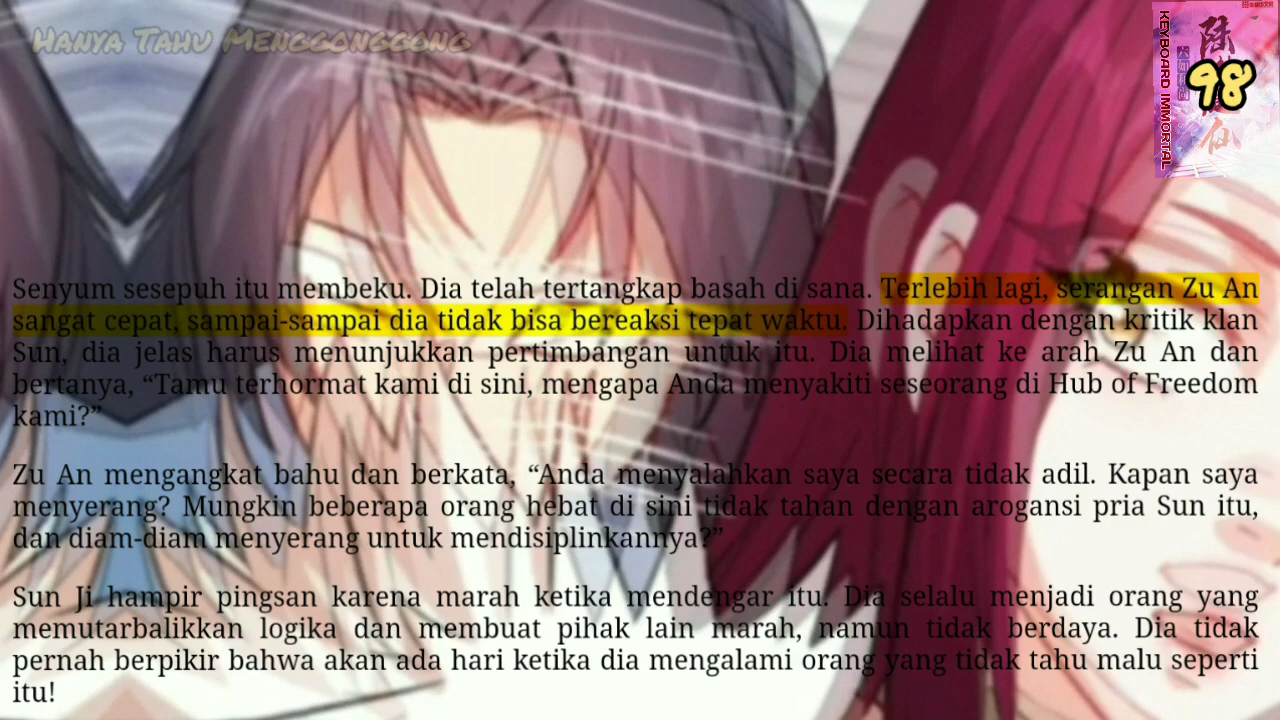 Hanya Tahu Menggonggong
KEYBOARD IMMORTAL
98
Senyum sesepuh itu membeku. Dia telah tertangkap basah di sana. Terlebih lagi, serangan Zu An
sangat cepat, sampai-sampai dia tidak bisa bereaksi tepat waktu. Dihadapkan dengan kritik klan
Sun, dia jelas harus menunjukkan pertimbangan untuk itu. Dia melihat ke arah Zu An dan
bertanya, “Tamu terhormat kami di sini, mengapa Anda menyakiti seseorang di Hub of Freedom
kami?”
Zu An mengangkat bahu dan berkata, “Anda menyalahkan saya secara tidak adil. Kapan saya
menyerang? Mungkin beberapa orang hebat di sini tidak tahan dengan arogansi pria Sun itu,
dan diam-diam menyerang untuk mendisiplinkannya?”
Sun Ji hampir pingsan karena marah ketika mendengar itu. Dia selalu menjadi orang yang
memutarbalikkan logika dan membuat pihak lain marah, namun tidak berdaya. Dia tidak
pernah berpikir bahwa akan ada hari ketika dia mengalami orang yang tidak tahu malu seperti
itu!